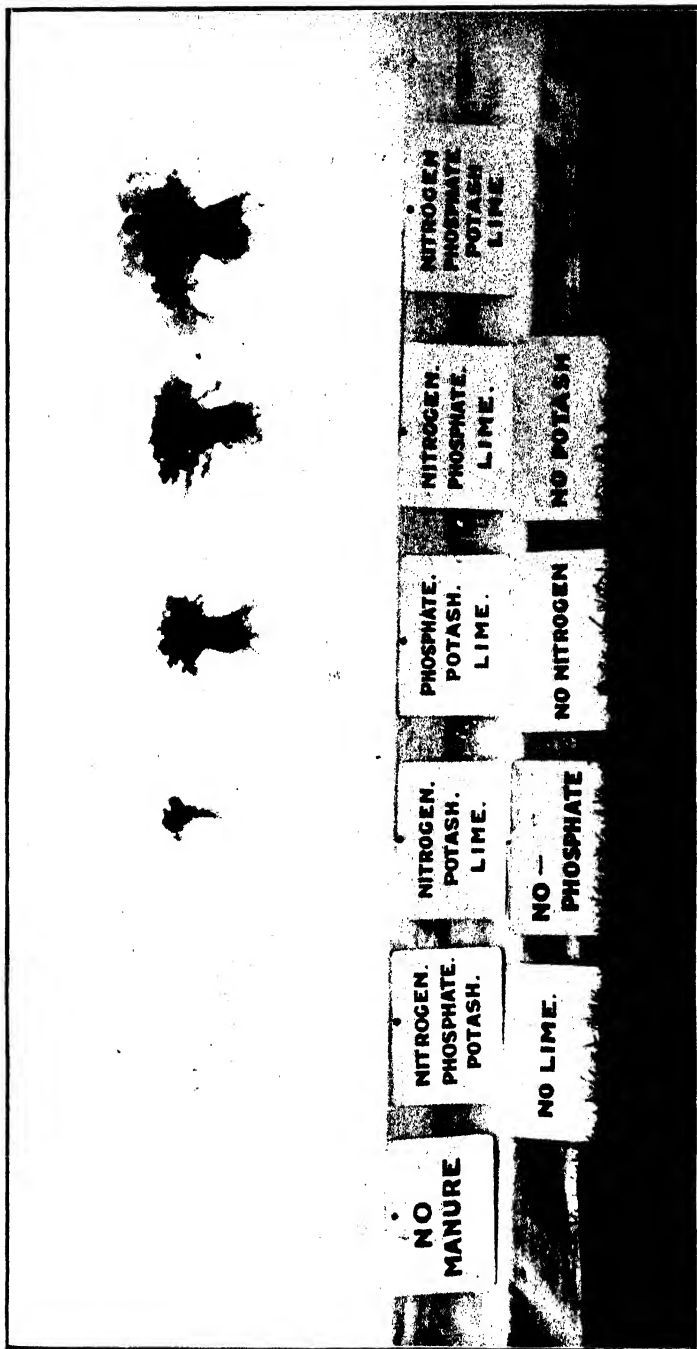 NO
MANURE
NITROGEN.
PHOSPHATE.
POTASH.
NO LIME.
NITROGEN.
POTASH.
LIME.
NO —
PHOSPHATE
PHOSPHATE.
POTASH.
LIME.
NO NITROGEN
NITROGEN.
PHOSPHATE.
LIME.
NO POTASH
NITROGEN
PHOSPHATE
POTASH
LIME